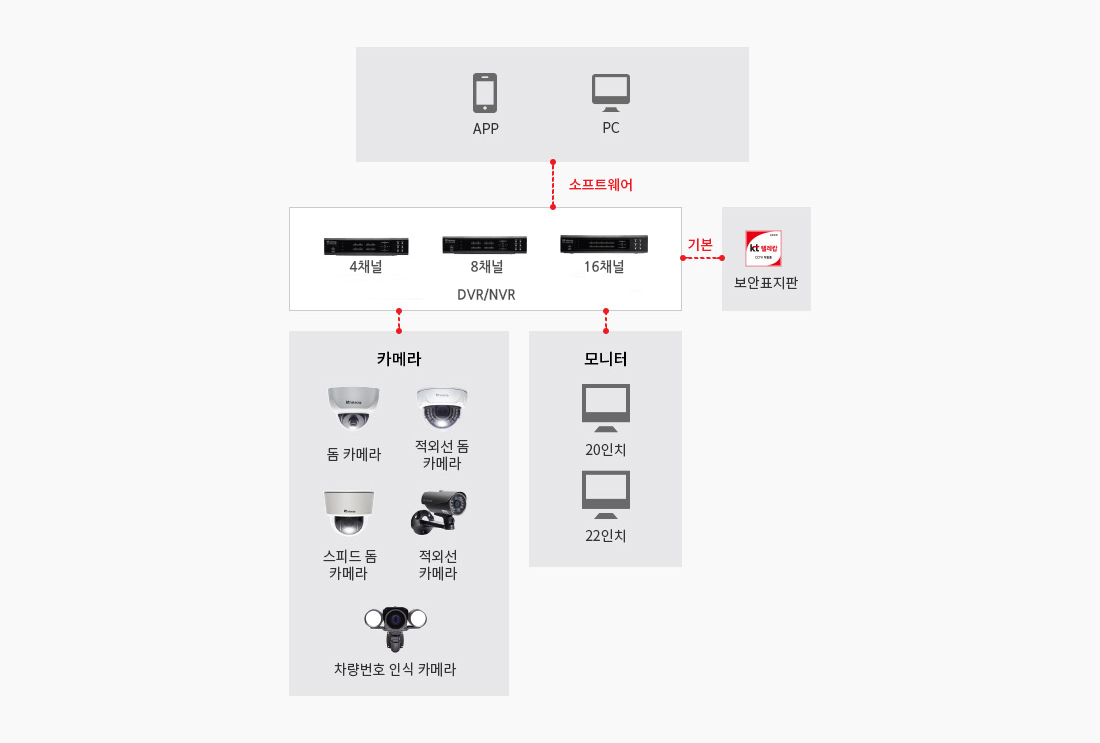 APP
PC
소프트웨어
4채널
8채널
16채널
DVR/NVR
기본
kt 텔레캅
보안표지판
카메라
돔 카메라
적외선 돔
카메라
스피드 돔
카메라
적외선
카메라
차량번호 인식 카메라
모니터
20인치
22인치